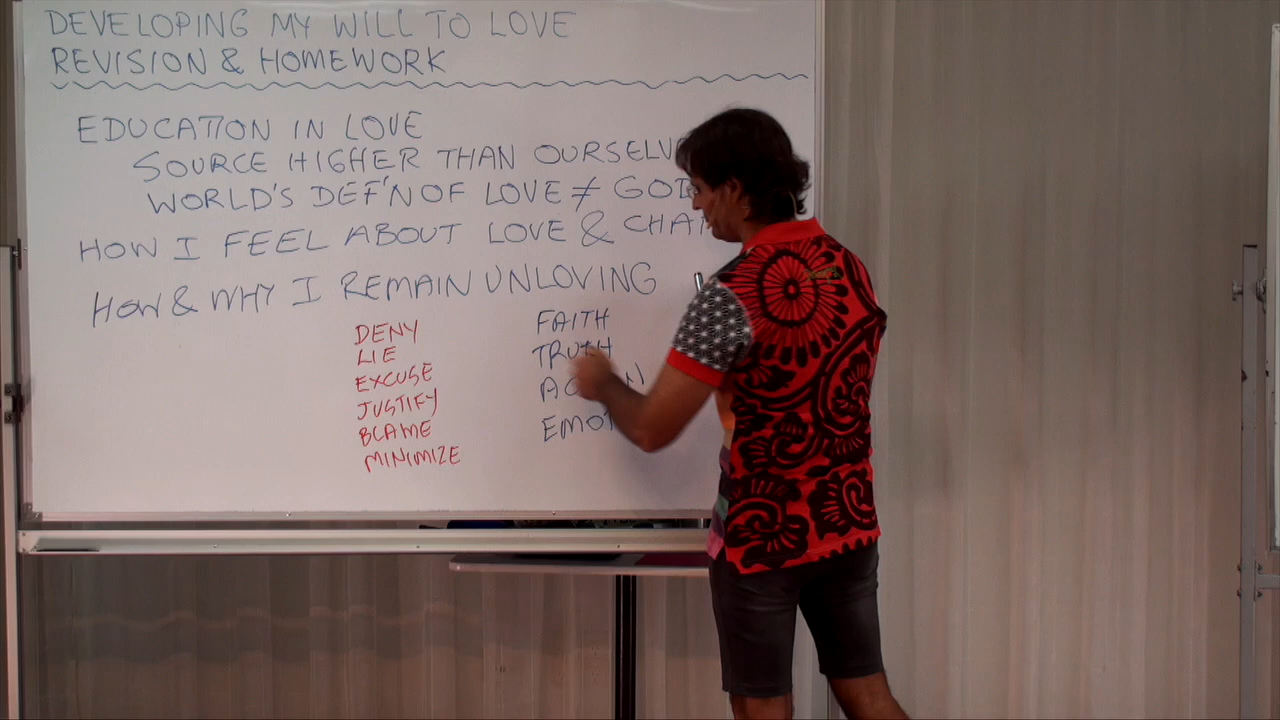 DEVELOPING MY WILL TO LOVE
REVISION & HOMEWORK
EDUCATION IN LOVE
SOURCE HIGHER THAN
WORLD'S DEF'N OF LOVE ≠
HOW I FEEL ABOUT LOVE &
HOW & WHY I REMAIN UNLOVING
DENY
LIE
EXCUSE
JUSTIFY
BLAME
MINIMIZE
FAITH
TRUTH